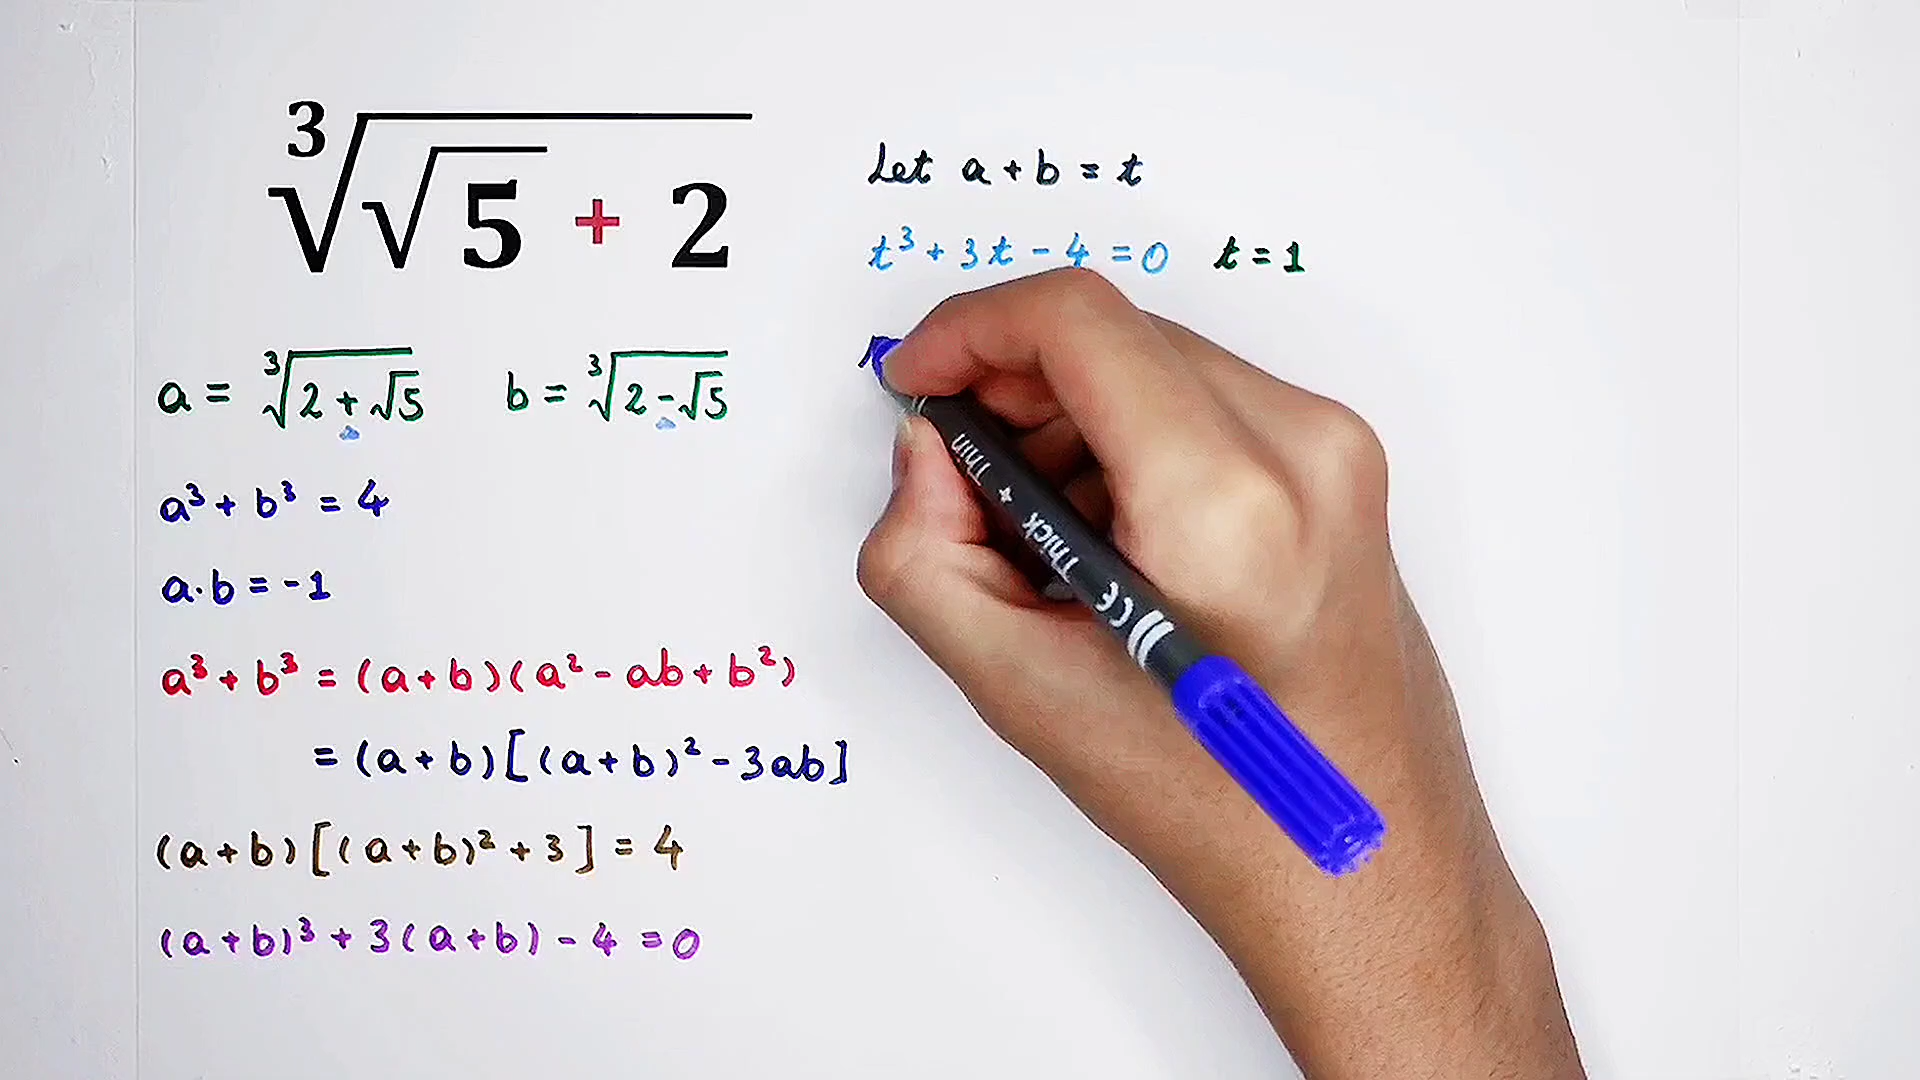 ∛(√5 + 2)
a = ∛(2 + √5) b = ∛(2 - √5)
a³ + b³ = 4
a·b = -1
a³ + b³ = (a + b)(a² - ab + b²)
= (a + b)[(a + b)² - 3ab]
(a + b)[(a + b)² + 3] = 4
(a + b)³ + 3(a + b) - 4 = 0
Let a + b = t
t³ + 3t - 4 = 0 t = 1
Thin ★ Thick CE